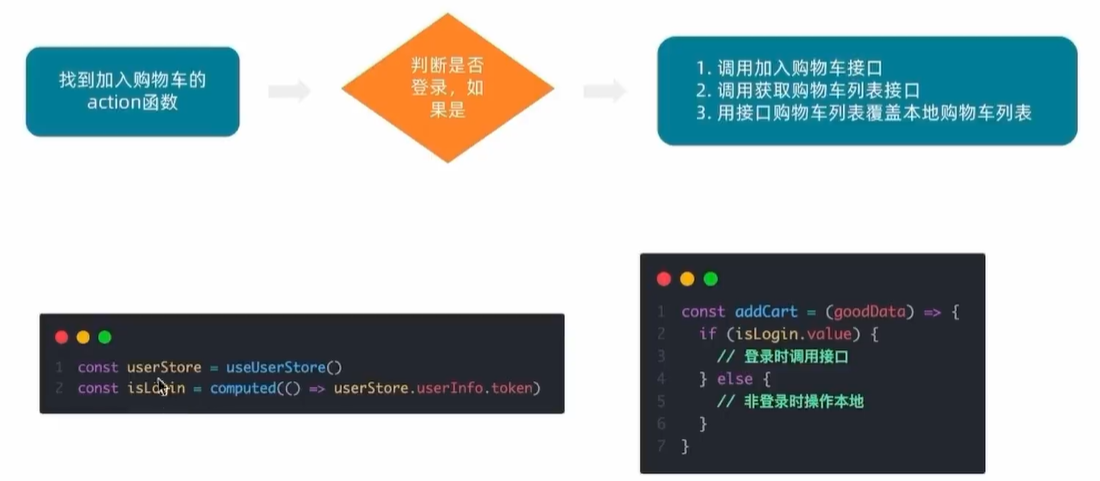 找到加入购物车的
action函数
判断是否
登录，如
果是
1. 调用加入购物车接口
2. 调用获取购物车列表接口
3. 用接口购物车列表覆盖本地购物车列表
1 const userStore = useUserStore()
2 const isLogin = computed(() => userStore.userInfo.token)
1 const addCart = (goodData) => {
2 if (isLogin.value) {
3 // 登录时调用接口
4 } else {
5 // 非登录时操作本地
6 }
7 }